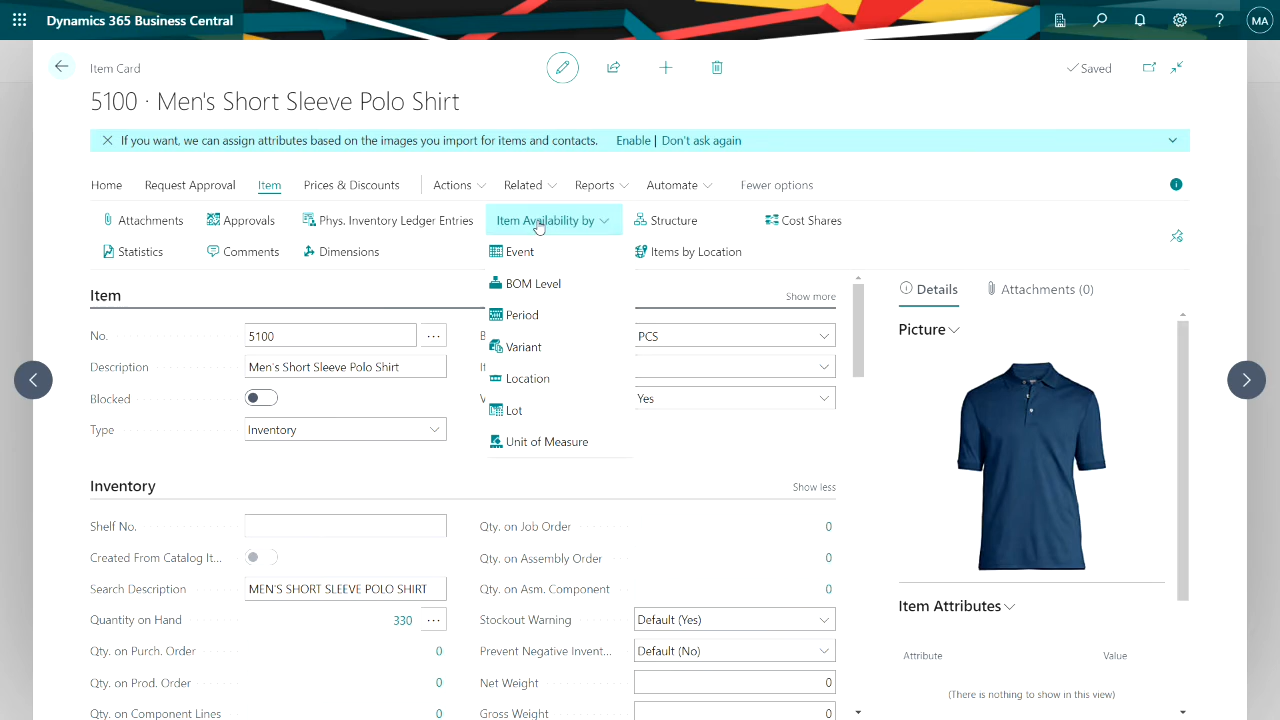 Dynamics 365 Business Central
MA
Item Card
Saved
5100 · Men's Short Sleeve Polo Shirt
If you want, we can assign attributes based on the images you import for items and contacts. Enable | Don't ask again
Home Request Approval Item Prices & Discounts Actions Related Reports Automate Fewer options
Attachments Approvals Phys. Inventory Ledger Entries Item Availability by Structure Cost Shares
Statistics Comments Dimensions Event Items by Location
BOM Level
Period
Variant
Location
Lot
Unit of Measure
Item Show more
No. 5100 ... PCS
Description Men's Short Sleeve Polo Shirt
Blocked Yes
Type Inventory
Inventory Show less
Shelf No. Qty. on Job Order 0
Created From Catalog It... Qty. on Assembly Order 0
Search Description MEN'S SHORT SLEEVE POLO SHIRT Qty. on Asm. Component 0
Quantity on Hand 330 ... Stockout Warning Default (Yes)
Qty. on Purch. Order 0 Prevent Negative Invent... Default (No)
Qty. on Prod. Order 0 Net Weight 0
Qty. on Component Lines 0 Gross Weight 0
Details Attachments (0)
Picture
Item Attributes
Attribute Value
(There is nothing to show in this view)